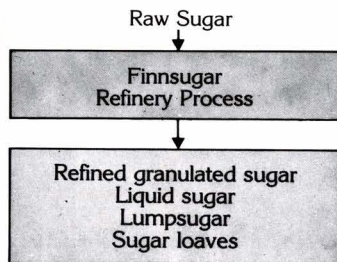 Raw Sugar
Finnsugar
Refinery Process
Refined granulated sugar
Liquid sugar
Lumpsugar
Sugar loaves